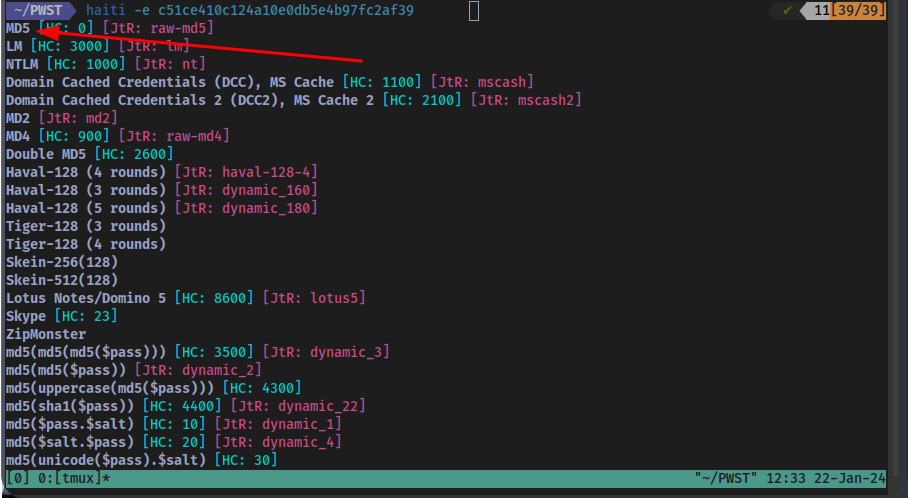 ~/PWST haiti -e c51ce410c124a10e0db5e4b97fc2af39 ✔ 11[39/39]
MD5 [HC: 0] [JtR: raw-md5]
LM [HC: 3000] [JtR: lm]
NTLM [HC: 1000] [JtR: nt]
Domain Cached Credentials (DCC), MS Cache [HC: 1100] [JtR: mscash]
Domain Cached Credentials 2 (DCC2), MS Cache 2 [HC: 2100] [JtR: mscash2]
MD2 [JtR: md2]
MD4 [HC: 900] [JtR: raw-md4]
Double MD5 [HC: 2600]
Haval-128 (4 rounds) [JtR: haval-128-4]
Haval-128 (3 rounds) [JtR: dynamic_160]
Haval-128 (5 rounds) [JtR: dynamic_180]
Tiger-128 (3 rounds)
Tiger-128 (4 rounds)
Skein-256(128)
Skein-512(128)
Lotus Notes/Domino 5 [HC: 8600] [JtR: lotus5]
Skype [HC: 23]
ZipMonster
md5(md5(md5($pass))) [HC: 3500] [JtR: dynamic_3]
md5(md5($pass)) [JtR: dynamic_2]
md5(uppercase(md5($pass))) [HC: 4300]
md5(sha1($pass)) [HC: 4400] [JtR: dynamic_22]
md5($pass.$salt) [HC: 10] [JtR: dynamic_1]
md5($salt.$pass) [HC: 20] [JtR: dynamic_4]
md5(unicode($pass).$salt) [HC: 30]
[0] 0:[tmux]* "~/PWST" 12:33 22-Jan-24